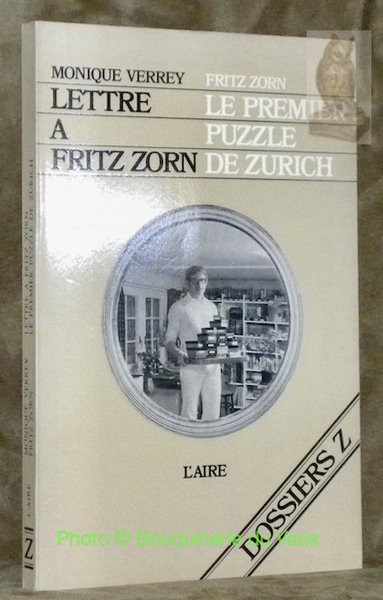 MONIQUE VERREY
LETTRE
A
FRITZ ZORN
FRITZ ZORN
LE PREMIER
PUZZLE
DE ZURICH
L'AIRE
DOSSIERS Z
MONIQUE VERREY LETTRE A FRITZ ZORN
FRITZ ZORN LE PREMIER PUZZLE DE ZURICH
L'AIRE
Z
Photo © Bouquinerie du Varis